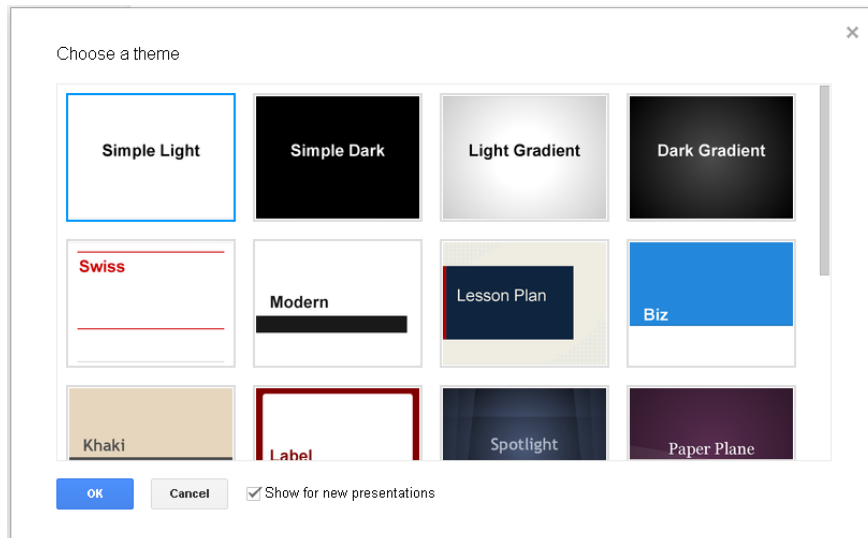 Choose a theme
Simple Light
Simple Dark
Light Gradient
Dark Gradient
Swiss
Modern
Lesson Plan
Biz
Khaki
Label
Spotlight
Paper Plane
OK
Cancel
Show for new presentations